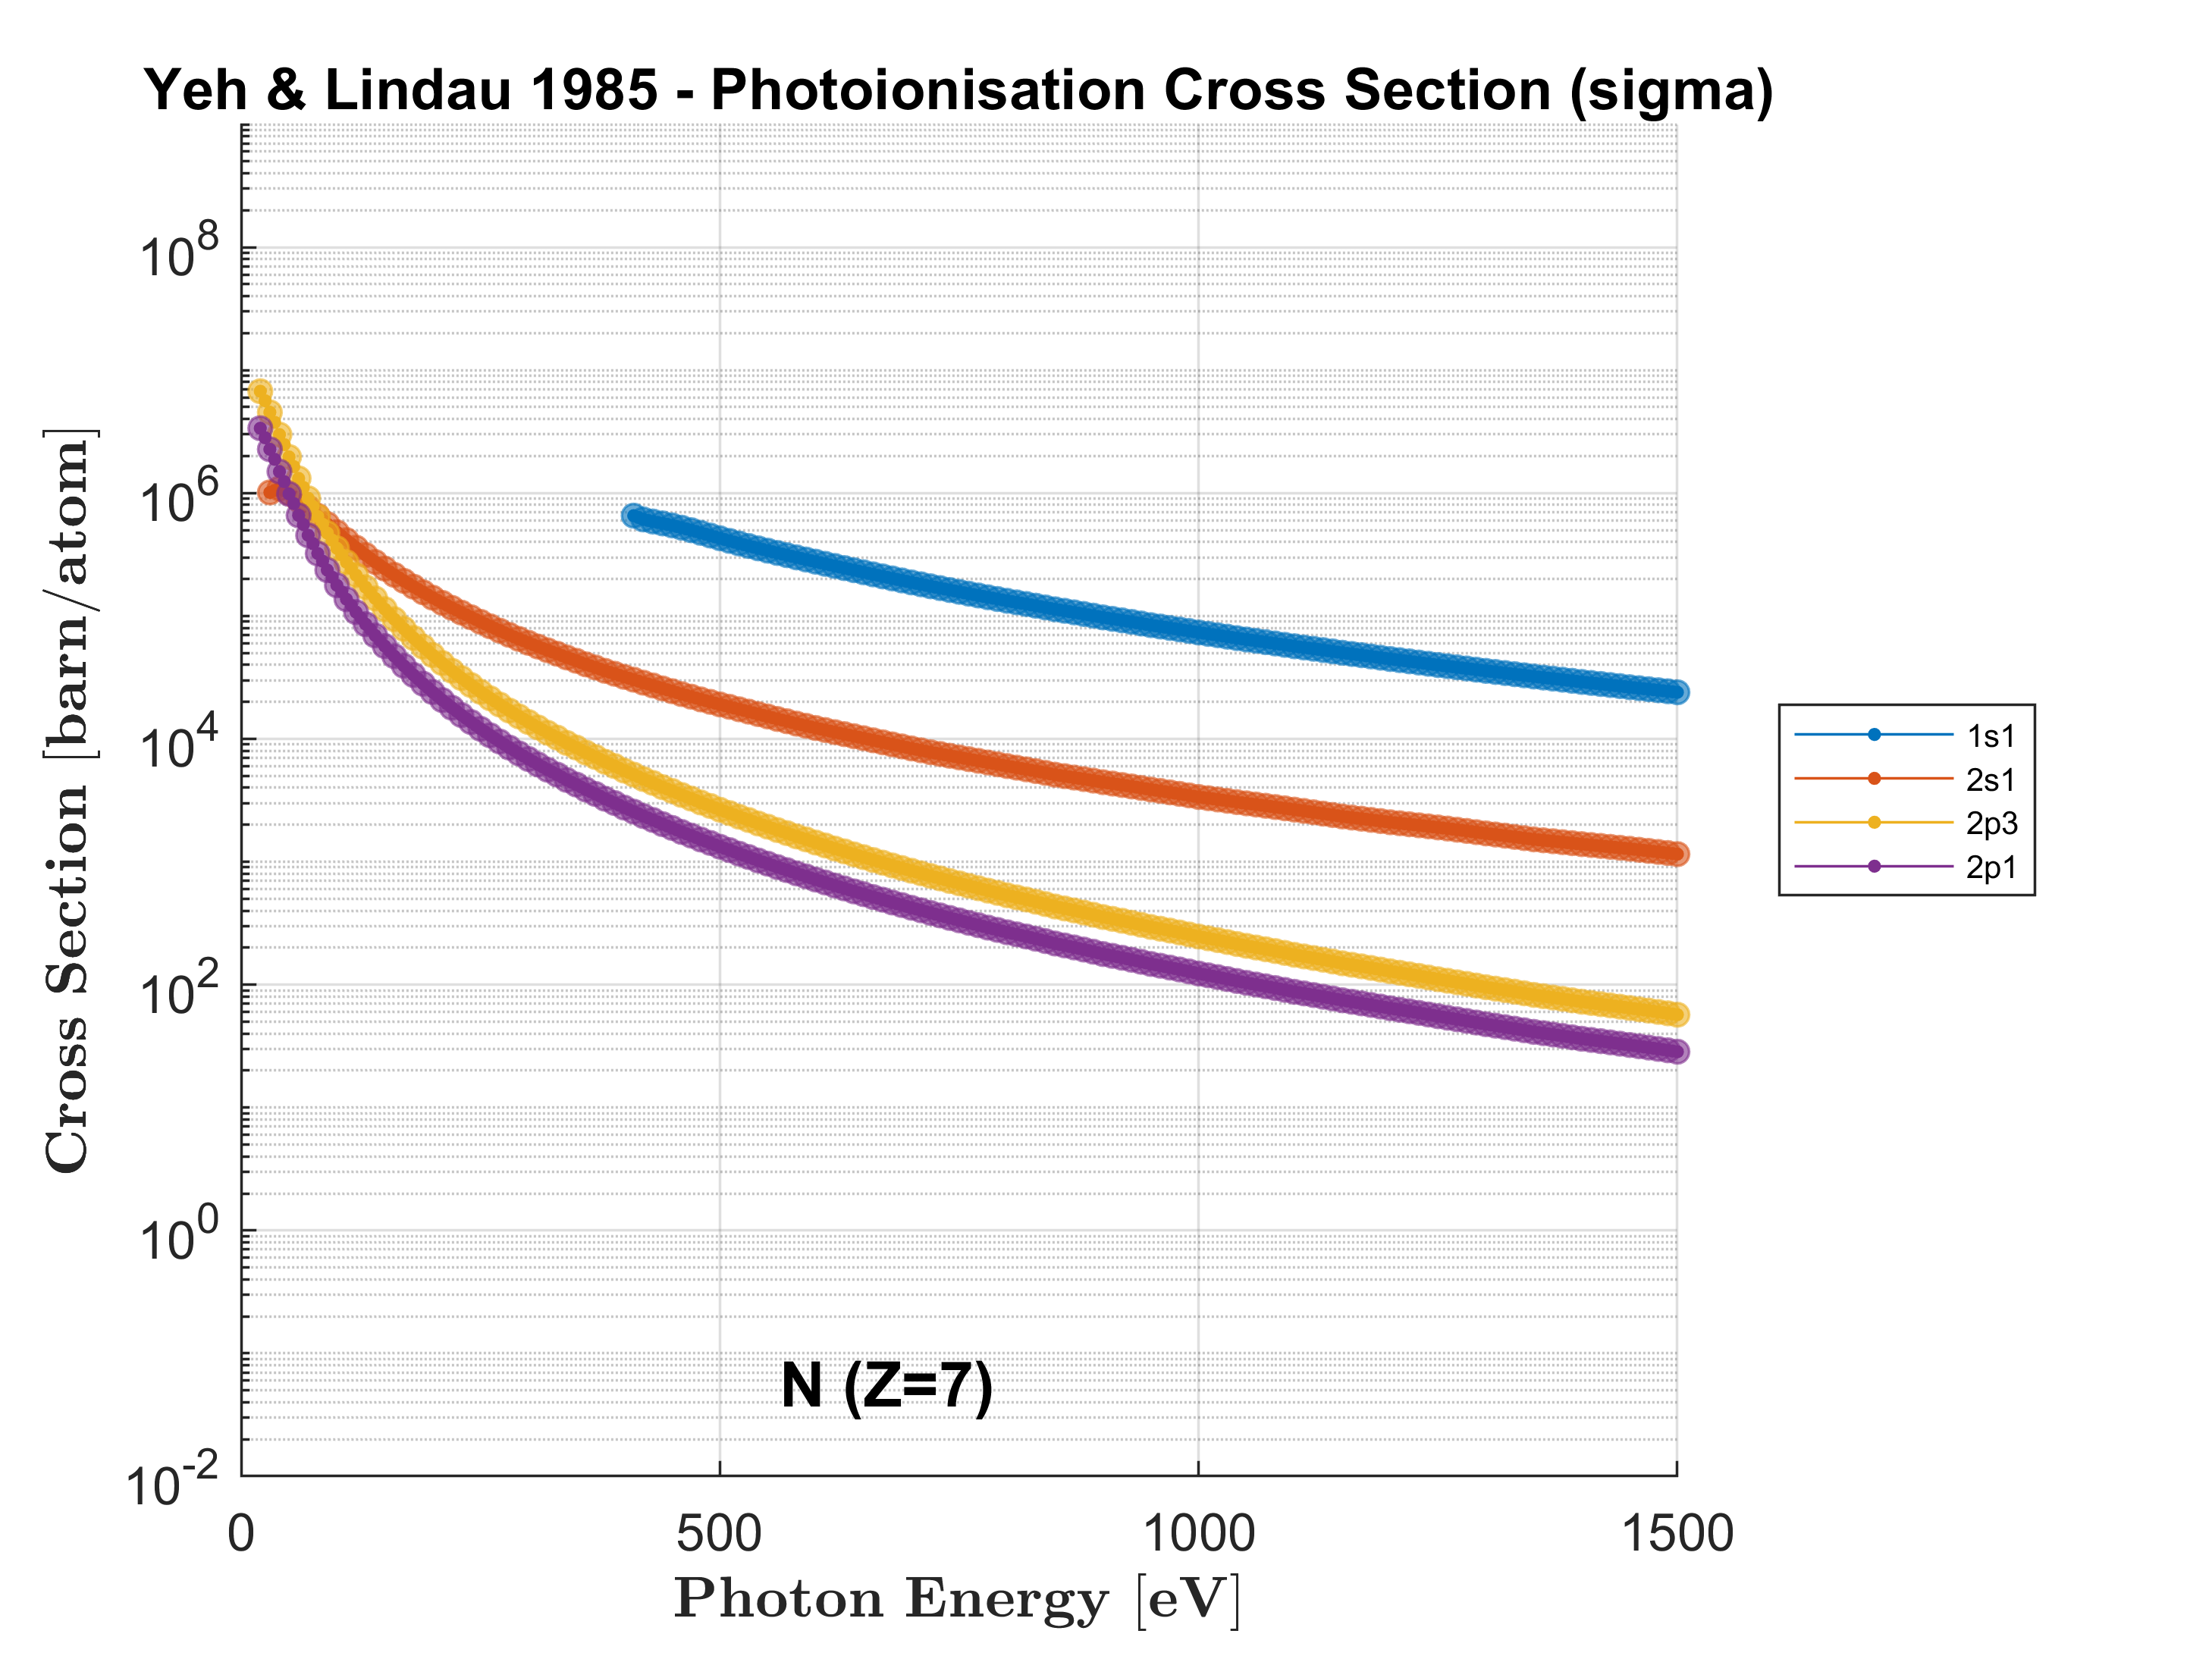 Yeh & Lindau 1985 - Photoionisation Cross Section (sigma)
Cross Section [barn/atom]
10^8
10^6
10^4
10^2
10^0
10^-2
0 500 1000 1500
Photon Energy [eV]
N (Z=7)
1s1
2s1
2p3
2p1